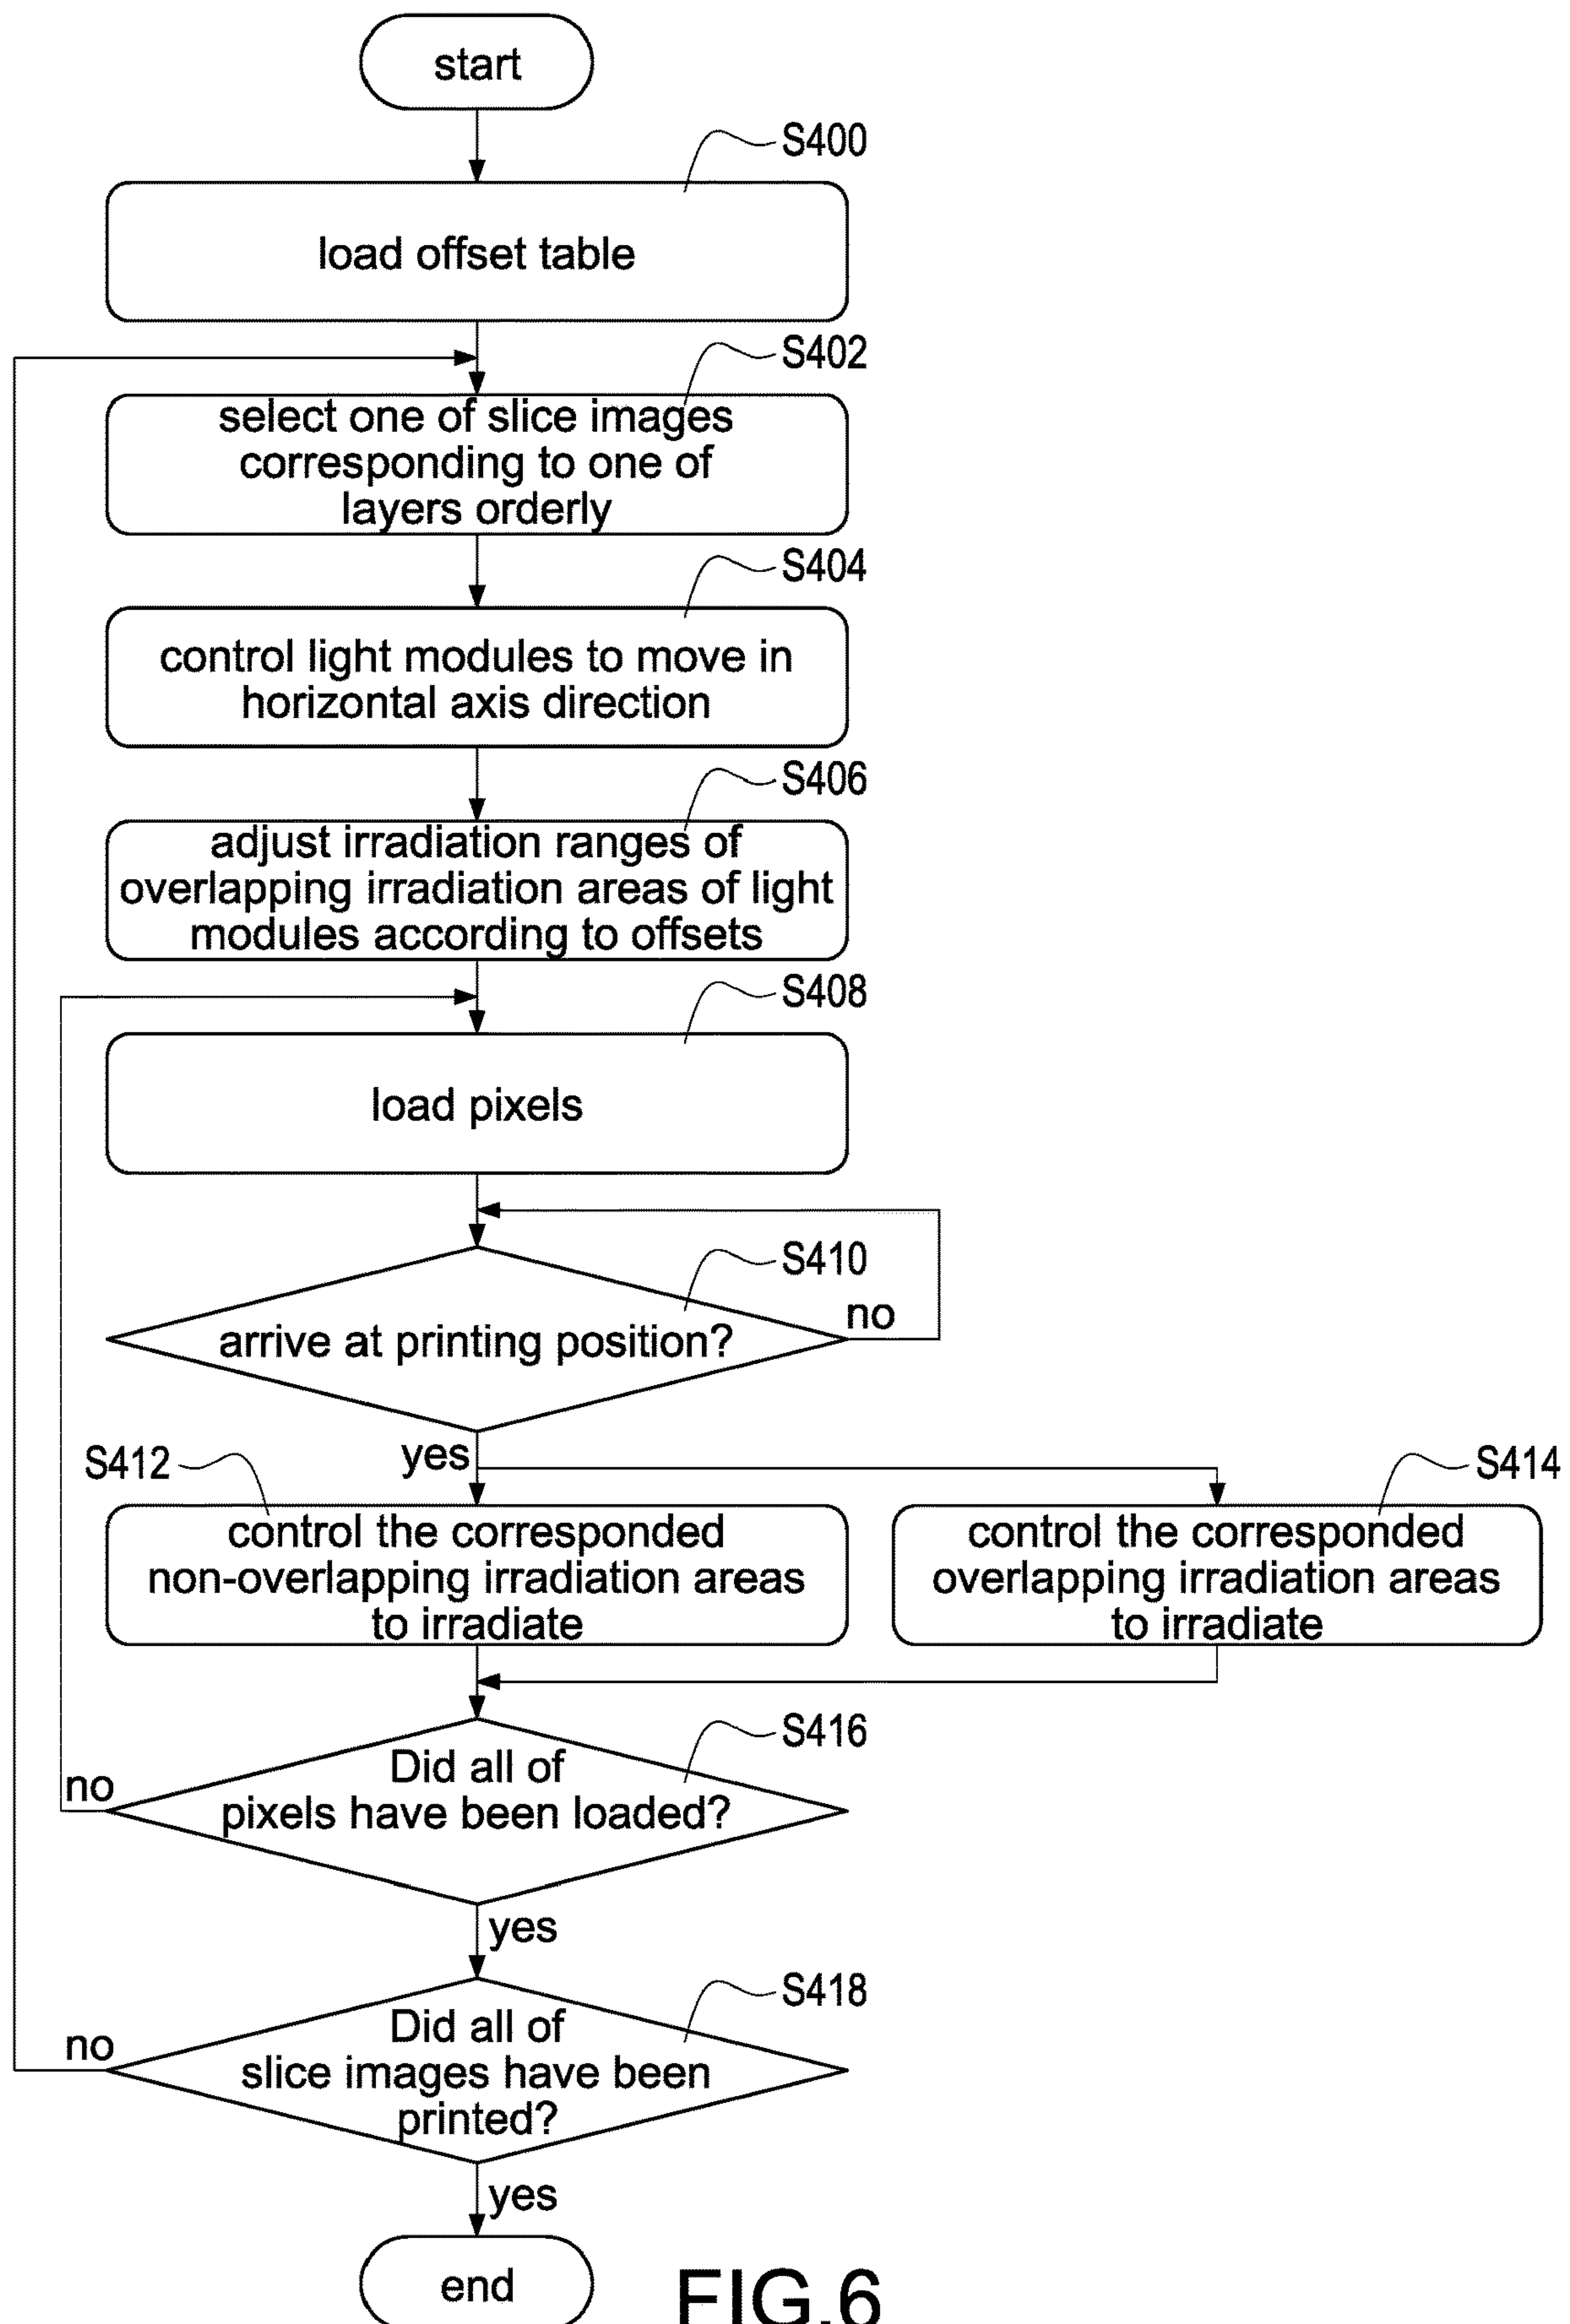 start
S400
load offset table
S402
select one of slice images
corresponding to one of
layers orderly
S404
control light modules to move in
horizontal axis direction
S406
adjust irradiation ranges of
overlapping irradiation areas of light
modules according to offsets
S408
load pixels
S410
arrive at printing position?
no
yes
S412
S414
control the corresponded
non-overlapping irradiation areas
to irradiate
control the corresponded
overlapping irradiation areas
to irradiate
S416
Did all of
pixels have been loaded?
no
yes
S418
Did all of
slice images have been
printed?
no
yes
end
FIG.6